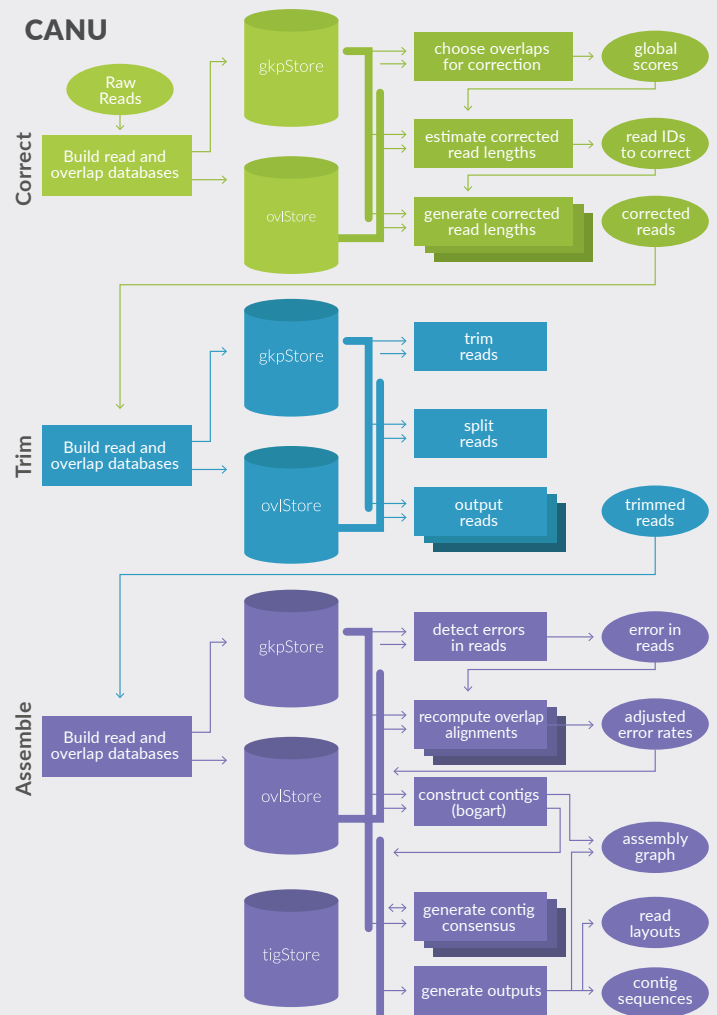 CANU
Correct
Raw
Reads
Build read and
overlap databases
gkpStore
ovlStore
choose overlaps
for correction
global
scores
estimate corrected
read lengths
read IDs
to correct
generate corrected
read lengths
corrected
reads
Trim
Build read and
overlap databases
gkpStore
ovlStore
trim
reads
split
reads
output
reads
trimmed
reads
Assemble
Build read and
overlap databases
gkpStore
ovlStore
tigStore
detect errors
in reads
error in
reads
recompute overlap
alignments
adjusted
error rates
construct contigs
(bogart)
assembly
graph
generate contig
consensus
read
layouts
generate outputs
contig
sequences